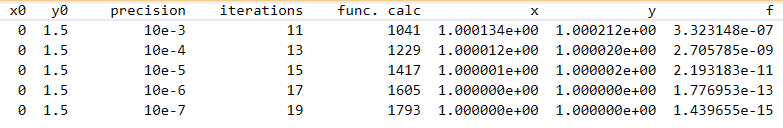 x0 y0 precision iterations func. calc x y f
0 1.5 10e-3 11 1041 1.000134e+00 1.000212e+00 3.323148e-07
0 1.5 10e-4 13 1229 1.000012e+00 1.000020e+00 2.705785e-09
0 1.5 10e-5 15 1417 1.000001e+00 1.000002e+00 2.193183e-11
0 1.5 10e-6 17 1605 1.000000e+00 1.000000e+00 1.776953e-13
0 1.5 10e-7 19 1793 1.000000e+00 1.000000e+00 1.439655e-15